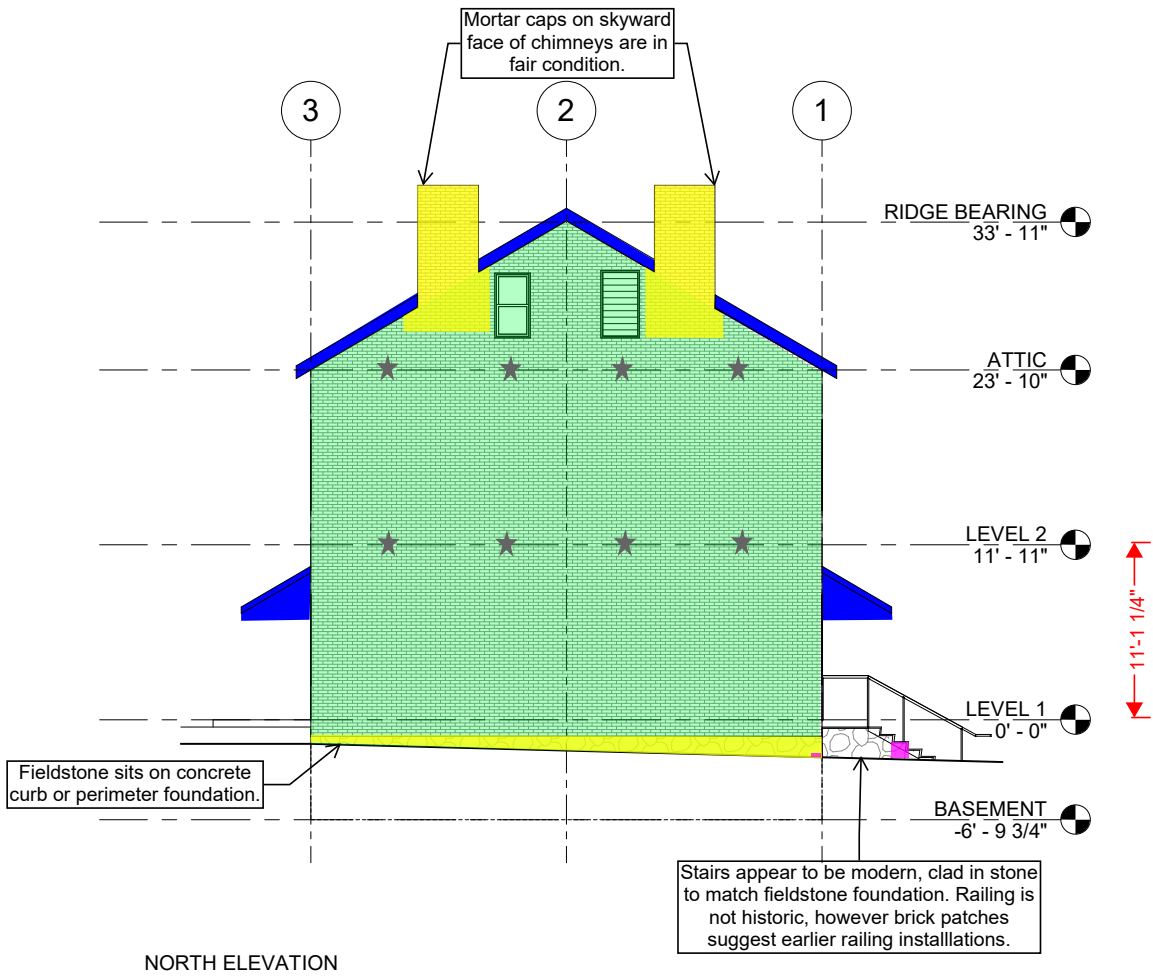 Mortar caps on skyward
face of chimneys are in
fair condition.
3
2
1
RIDGE BEARING
33' - 11"
ATTIC
23' - 10"
LEVEL 2
11' - 11"
11'-1 1/4"
LEVEL 1
0' - 0"
Fieldstone sits on concrete
curb or perimeter foundation.
BASEMENT
-6' - 9 3/4"
Stairs appear to be modern, clad in stone
to match fieldstone foundation. Railing is
not historic, however brick patches
suggest earlier railing installlations.
NORTH ELEVATION